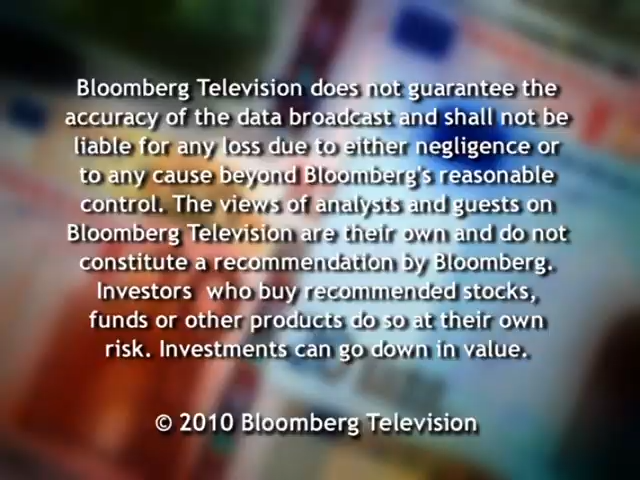 Bloomberg Television does not guarantee the
accuracy of the data broadcast and shall not be
liable for any loss due to either negligence or
to any cause beyond Bloomberg's reasonable
control. The views of analysts and guests on
Bloomberg Television are their own and do not
constitute a recommendation by Bloomberg.
Investors who buy recommended stocks,
funds or other products do so at their own
risk. Investments can go down in value.
© 2010 Bloomberg Television